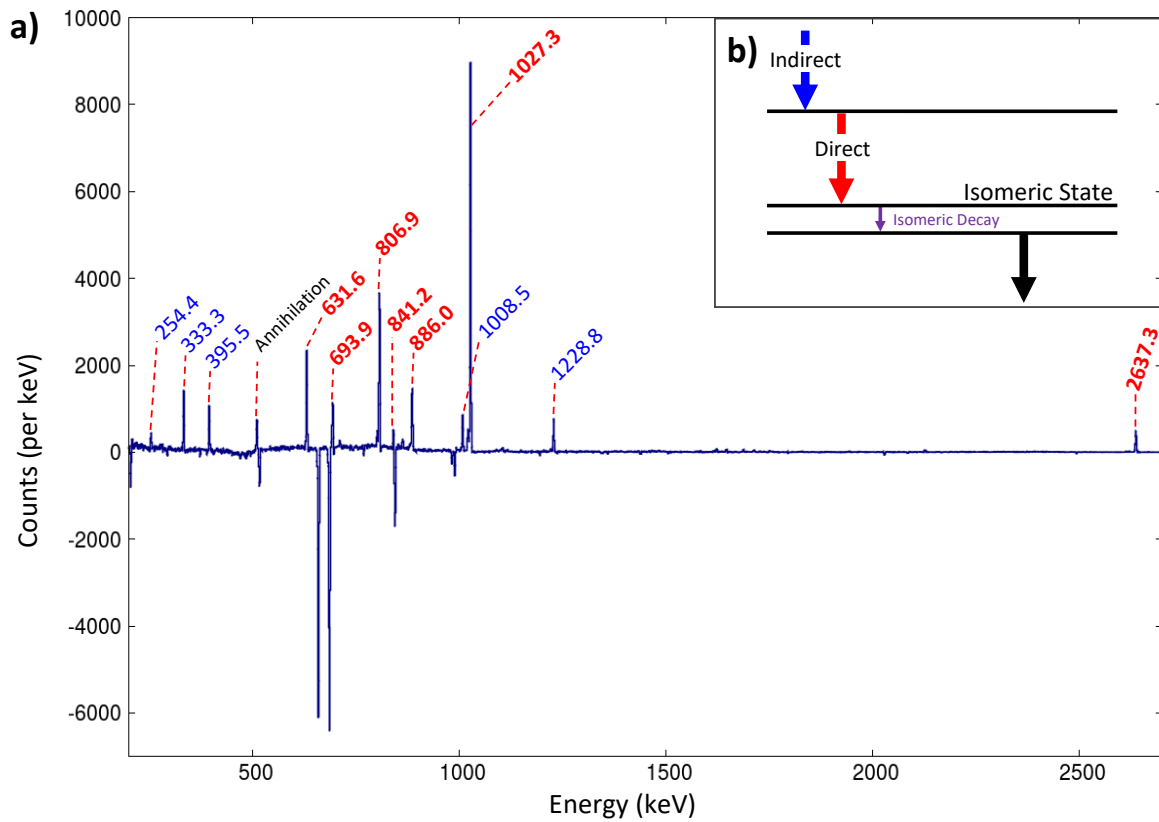 a)
10000
8000
6000
4000
2000
0
-2000
-4000
-6000
Counts (per keV)
500
1000
1500
2000
2500
Energy (keV)
254.4
333.3
395.5
Annihilation
631.6
693.9
806.9
841.2
886.0
1027.3
1008.5
1228.8
2637.3
b)
Indirect
Direct
Isomeric State
Isomeric Decay